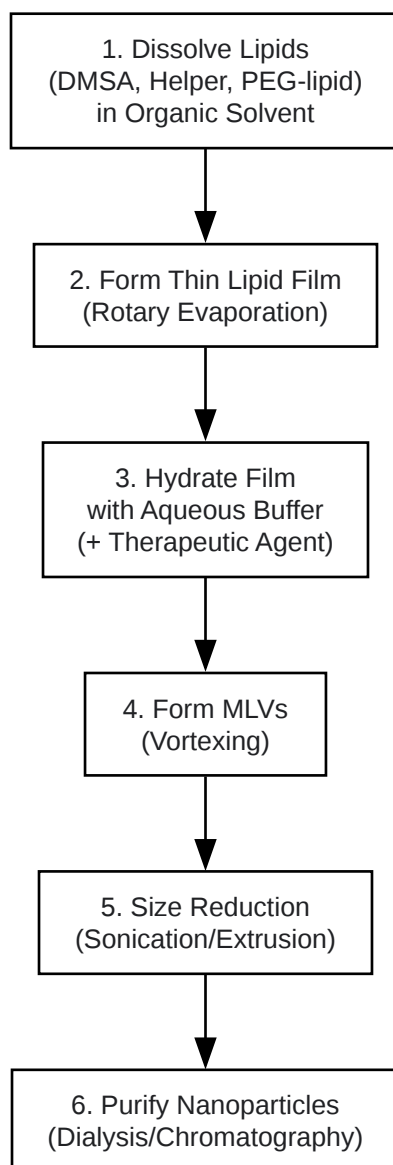 1. Dissolve Lipids
(DMSA, Helper, PEG-lipid)
in Organic Solvent
2. Form Thin Lipid Film
(Rotary Evaporation)
3. Hydrate Film
with Aqueous Buffer
(+ Therapeutic Agent)
4. Form MLVs
(Vortexing)
5. Size Reduction
(Sonication/Extrusion)
6. Purify Nanoparticles
(Dialysis/Chromatography)